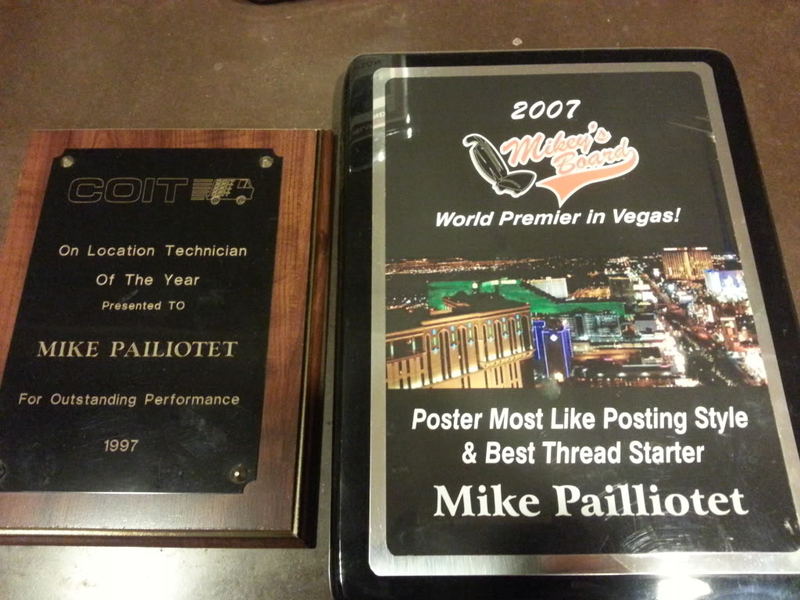 COIT
On Location Technician
Of The Year
Presented TO
MIKE PAILIOTET
For Outstanding Performance
1997
2007
Mikey's
Board
World Premier in Vegas!
Poster Most Like Posting Style
& Best Thread Starter
Mike Pailliotet